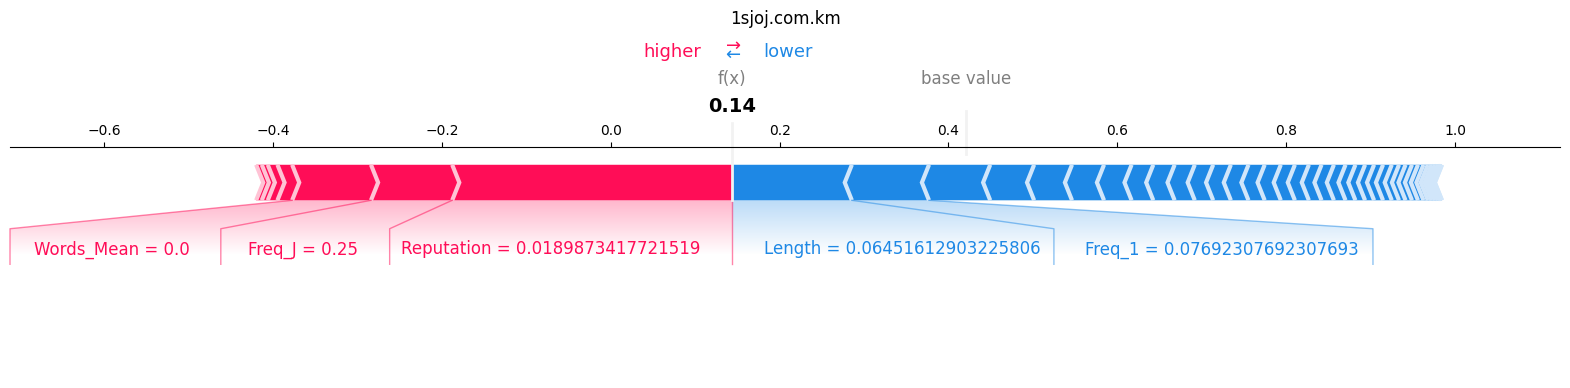 1sjoj.com.km
higher ⇄ lower
f(x) base value
0.14
−0.6 −0.4 −0.2 0.0 0.2 0.4 0.6 0.8 1.0
Words_Mean = 0.0 Freq_J = 0.25 Reputation = 0.0189873417721519 Length = 0.06451612903225806 Freq_1 = 0.07692307692307693